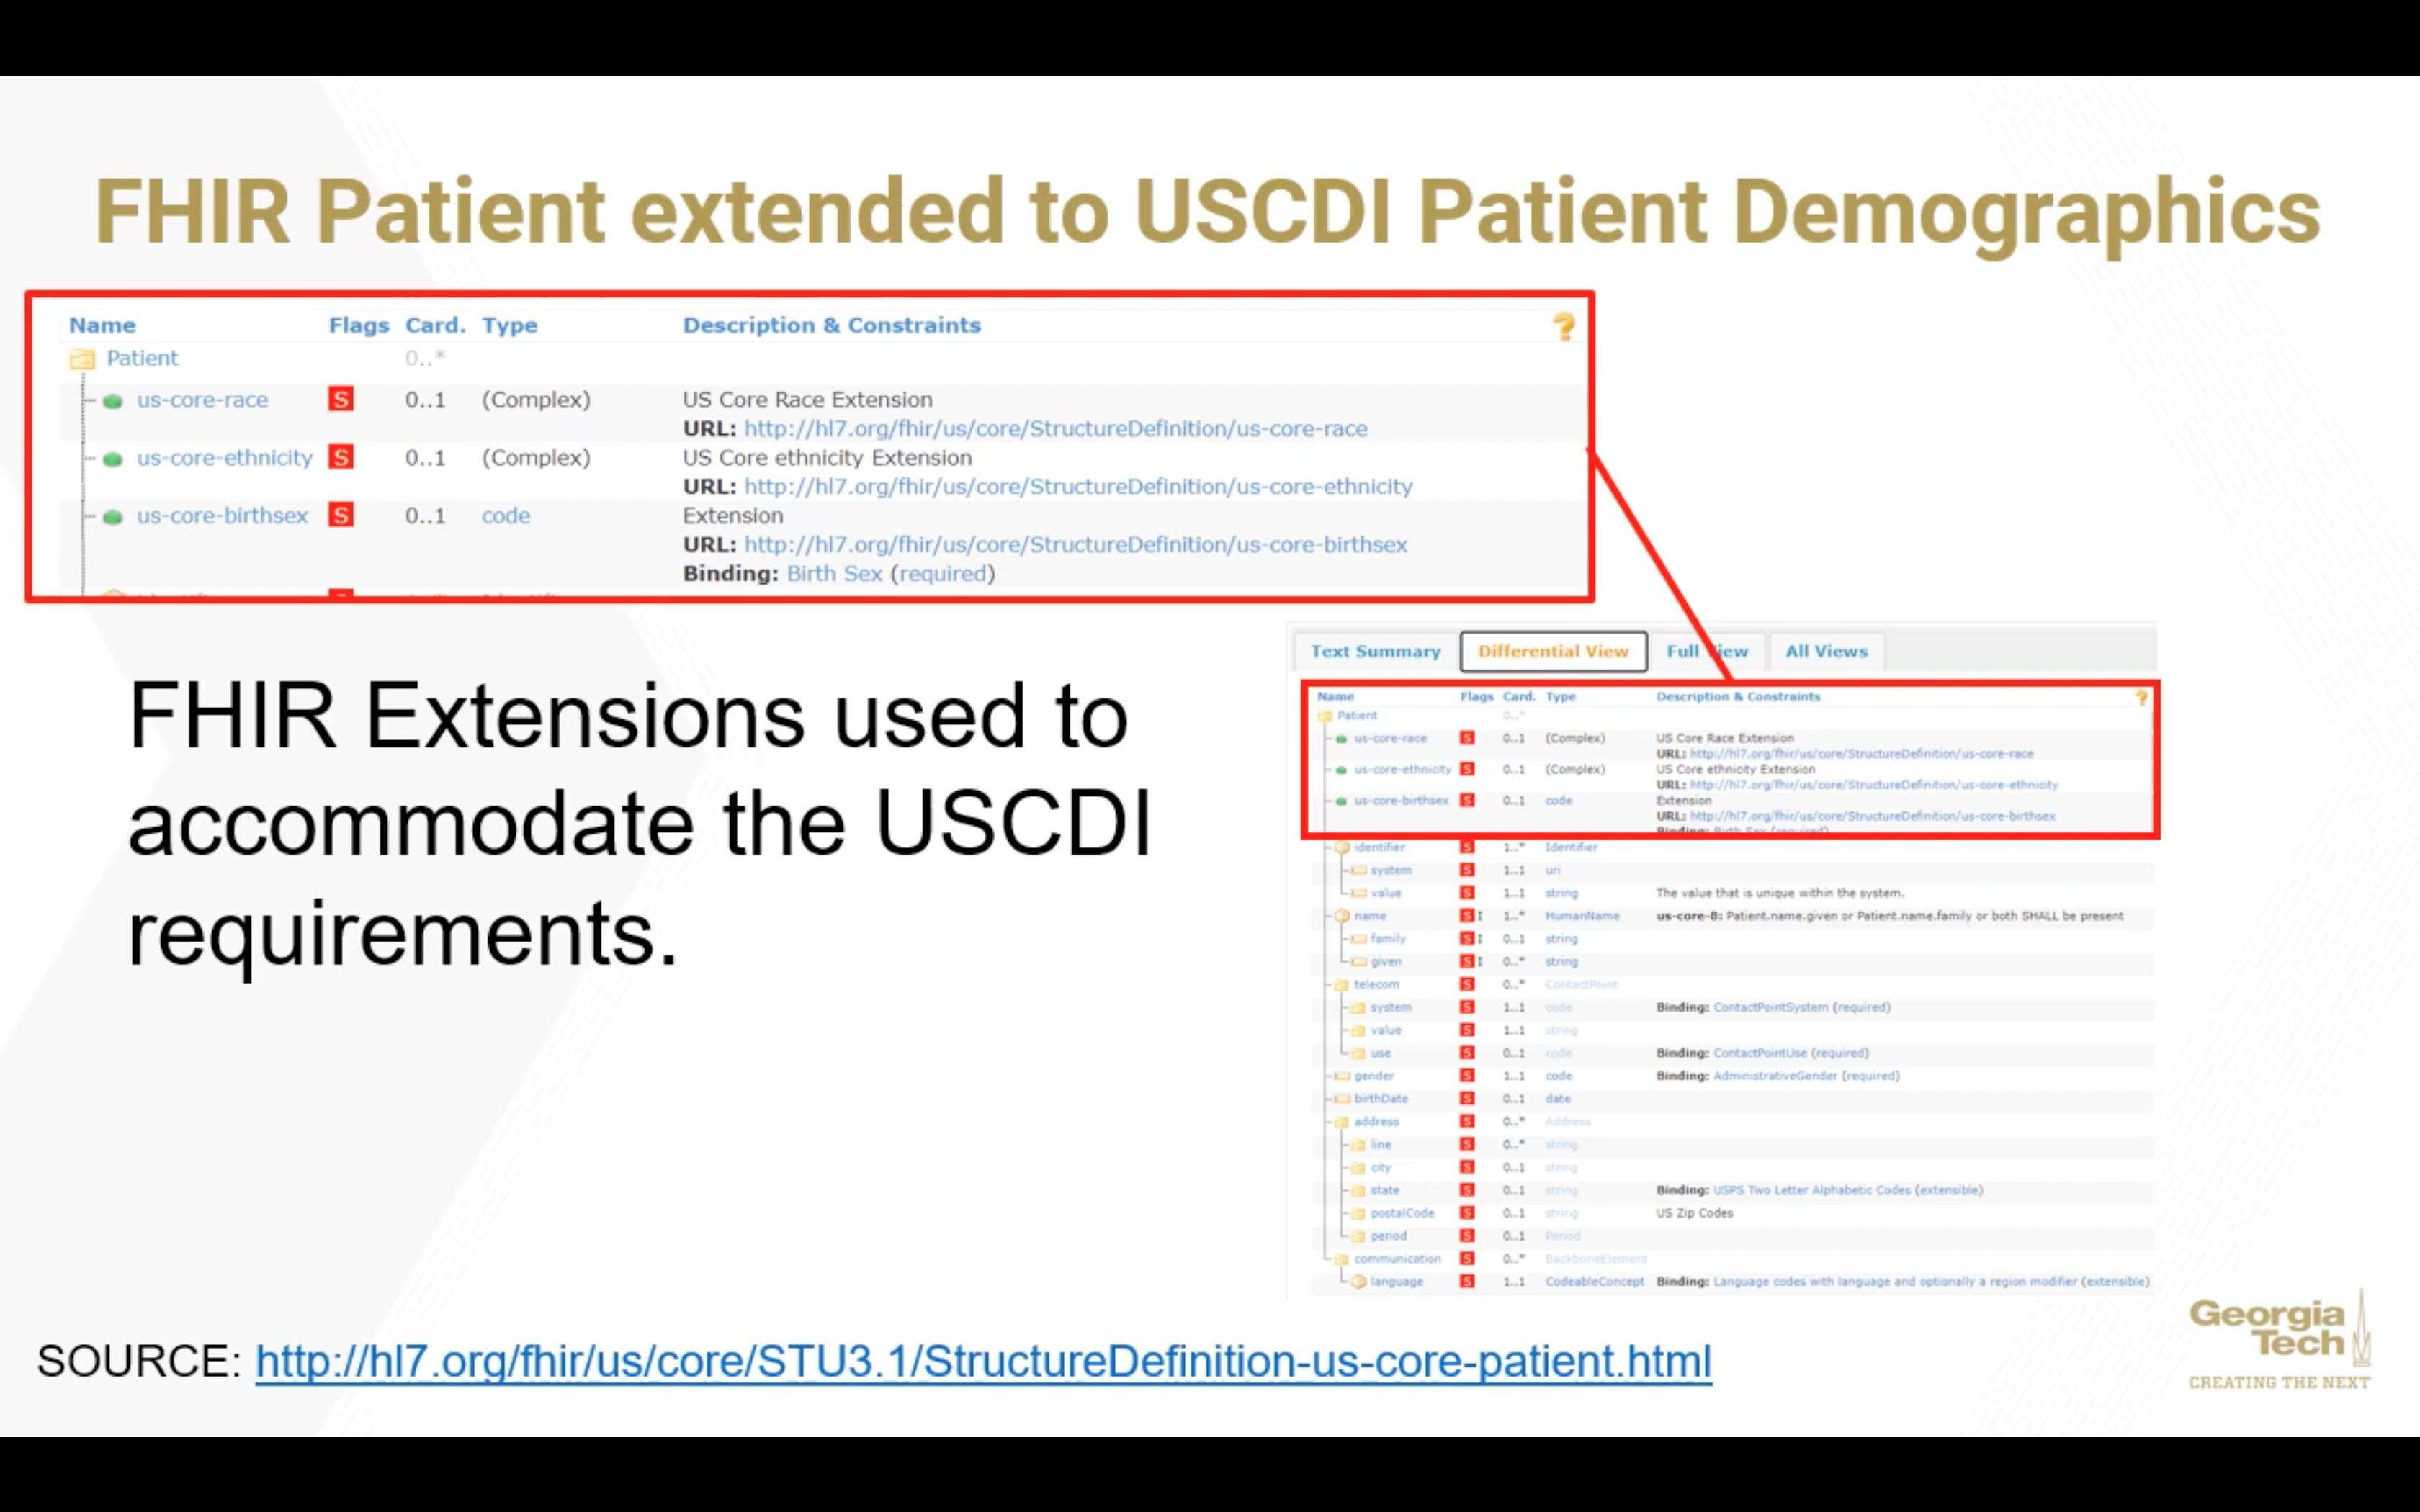 FHIR Patient extended to USCDI Patient Demographics
Name Flags Card. Type Description & Constraints ?
Patient 0..*
us-core-race S 0..1 (Complex) US Core Race Extension
URL: http://hl7.org/fhir/us/core/StructureDefinition/us-core-race
us-core-ethnicity S 0..1 (Complex) US Core ethnicity Extension
URL: http://hl7.org/fhir/us/core/StructureDefinition/us-core-ethnicity
us-core-birthsex S 0..1 code Extension
URL: http://hl7.org/fhir/us/core/StructureDefinition/us-core-birthsex
Binding: Birth Sex (required)
FHIR Extensions used to
accommodate the USCDI
requirements.
Text Summary Differential View Full View All Views
Name Flags Card. Type Description & Constraints ?
Patient 0..*
us-core-race S 0..1 (Complex) US Core Race Extension
URL: http://hl7.org/fhir/us/core/StructureDefinition/us-core-race
us-core-ethnicity S 0..1 (Complex) US Core ethnicity Extension
URL: http://hl7.org/fhir/us/core/StructureDefinition/us-core-ethnicity
us-core-birthsex S 0..1 code Extension
URL: http://hl7.org/fhir/us/core/StructureDefinition/us-core-birthsex
Binding: Birth Sex (required)
identifier S 1..* Identifier
system S 1..1 uri
value S 1..1 string The value that is unique within the system.
name S I 1..* HumanName us-core-8: Patient.name.given or Patient.name.family or both SHALL be present
family S I 0..1 string
given S I 0..* string
telecom S 0..* ContactPoint
system S 1..1 code Binding: ContactPointSystem (required)
value S 1..1 string
use S 0..1 code Binding: ContactPointUse (required)
gender S 1..1 code Binding: AdministrativeGender (required)
birthDate S 0..1 date
address S 0..* Address
line S 0..* string
city S 0..1 string
state S 0..1 string Binding: USPS Two Letter Alphabetic Codes (extensible)
postalCode S 0..1 string US Zip Codes
period S 0..1 Period
communication S 0..* BackboneElement
language S 1..1 CodeableConcept Binding: Language codes with language and optionally a region modifier (extensible)
SOURCE: http://hl7.org/fhir/us/core/STU3.1/StructureDefinition-us-core-patient.html
Georgia
Tech
CREATING THE NEXT